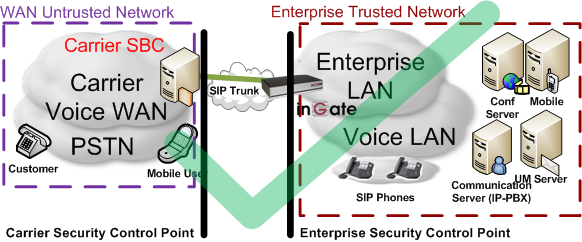 WAN Untrusted Network
Enterprise Trusted Network
Carrier SBC
Carrier
Voice WAN
PSTN
Customer
Mobile User
SIP Trunk
inGate
Enterprise
LAN
Voice LAN
SIP Phones
Conf
Server
Mobile
Communication
Server (IP-PBX)
UM Server
Carrier Security Control Point
Enterprise Security Control Point